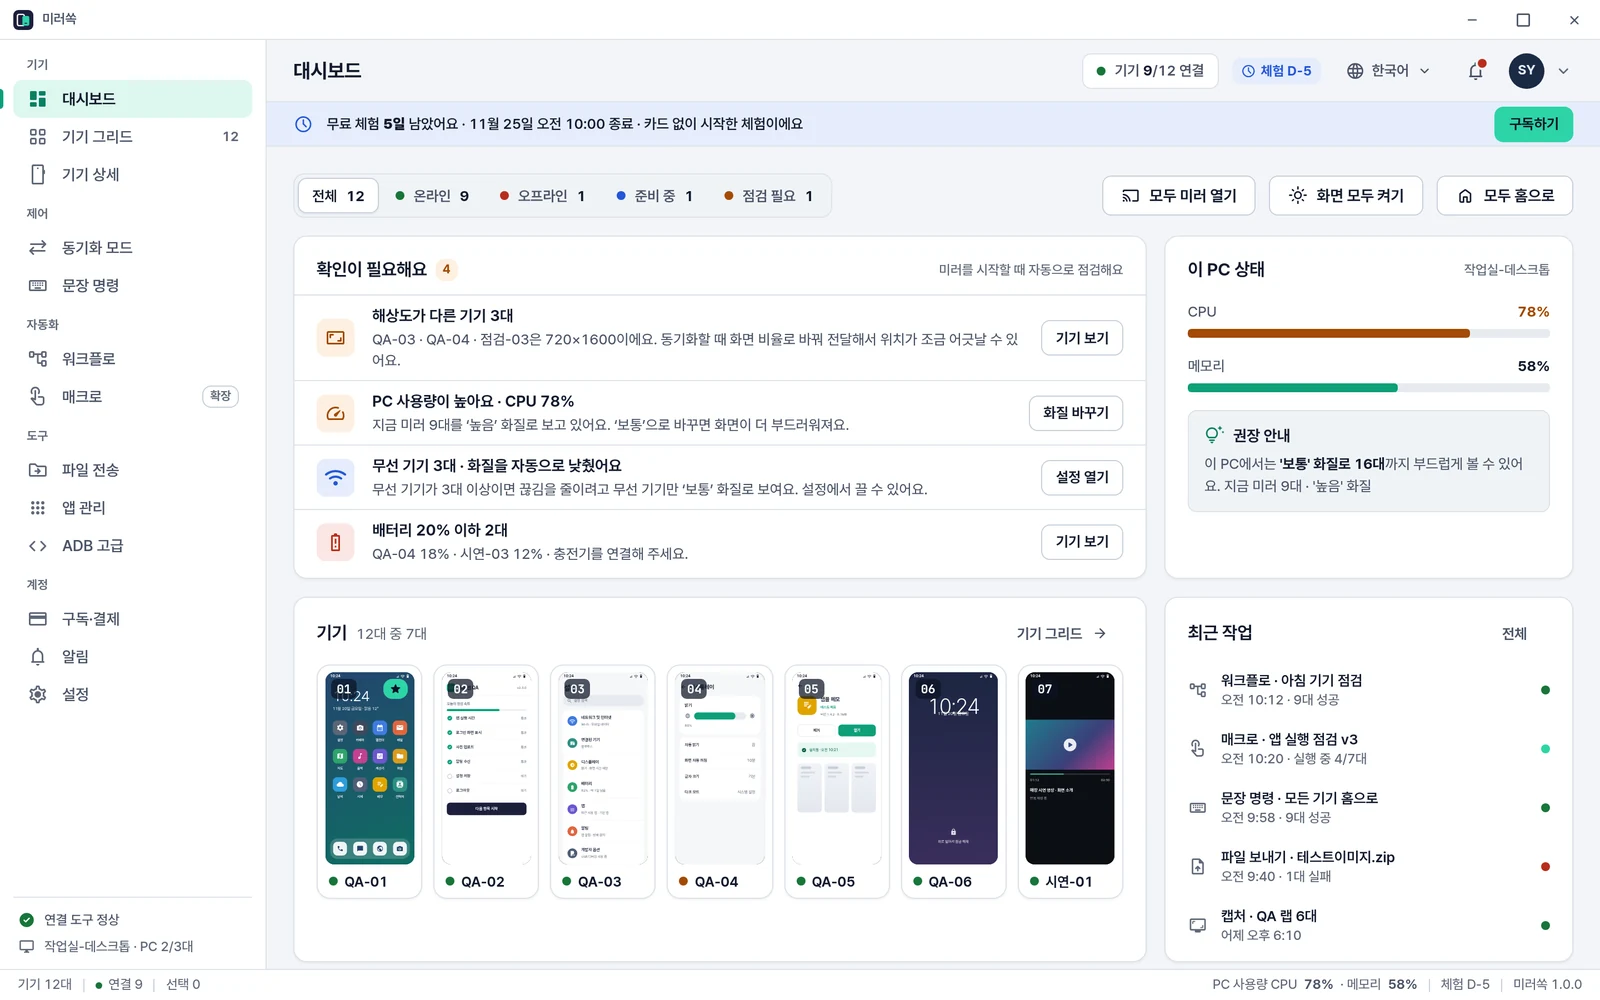 미러쏙
기기
대시보드
기기 그리드 12
기기 상세
제어
동기화 모드
문장 명령
자동화
워크플로
매크로 확장
도구
파일 전송
앱 관리
ADB 고급
계정
구독·결제
알림
설정
연결 도구 정상
작업실-데스크톱 · PC 2/3대
대시보드
기기 9/12 연결
체험 D-5
한국어
SY
무료 체험 5일 남았어요 · 11월 25일 오전 10:00 종료 · 카드 없이 시작한 체험이에요
구독하기
전체 12
온라인 9
오프라인 1
준비 중 1
점검 필요 1
모두 미러 열기
화면 모두 켜기
모두 홈으로
확인이 필요해요 4
미러를 시작할 때 자동으로 점검해요
해상도가 다른 기기 3대
QA-03 · QA-04 · 점검-03은 720×1600이에요. 동기화할 때 화면 비율로 바꿔 전달해서 위치가 조금 어긋날 수 있
어요.
기기 보기
PC 사용량이 높아요 · CPU 78%
지금 미러 9대를 ‘높음’ 화질로 보고 있어요. ‘보통’으로 바꾸면 화면이 더 부드러워져요.
화질 바꾸기
무선 기기 3대 · 화질을 자동으로 낮췄어요
무선 기기가 3대 이상이면 끊김을 줄이려고 무선 기기만 ‘보통’ 화질로 보여요. 설정에서 끌 수 있어요.
설정 열기
배터리 20% 이하 2대
QA-04 18% · 시연-03 12% · 충전기를 연결해 주세요.
기기 보기
이 PC 상태
작업실-데스크톱
CPU 78%
메모리 58%
권장 안내
이 PC에서는 '보통' 화질로 16대까지 부드럽게 볼 수 있어
요. 지금 미러 9대 · '높음' 화질
기기 12대 중 7대
기기 그리드
01
02
03
04
05
06
07
10:24
QA-01
QA-02
QA-03
QA-04
QA-05
QA-06
시연-01
최근 작업
전체
워크플로 · 아침 기기 점검
오전 10:12 · 9대 성공
매크로 · 앱 실행 점검 v3
오전 10:20 · 실행 중 4/7대
문장 명령 · 모든 기기 홈으로
오전 9:58 · 9대 성공
파일 보내기 · 테스트이미지.zip
오전 9:40 · 1대 실패
캡처 · QA 랩 6대
어제 오후 6:10
기기 12대
연결 9
선택 0
PC 사용량 CPU 78% · 메모리 58%
체험 D-5
미러쏙 1.0.0